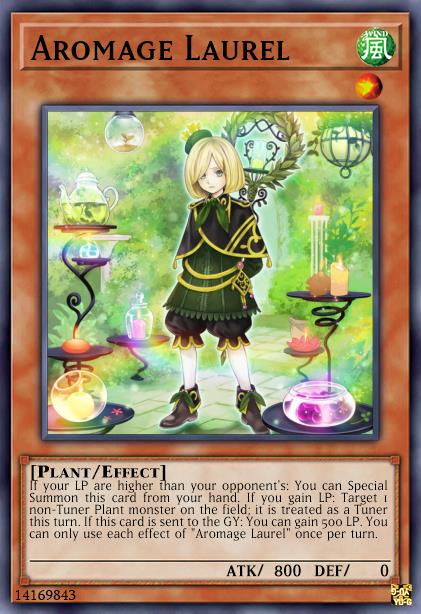 AROMAGE LAUREL
WIND
風
[PLANT/EFFECT]
If your LP are higher than your opponent's: You can Special
Summon this card from your hand. If you gain LP: Target 1
non-Tuner Plant monster on the field; it is treated as a Tuner
this turn. If this card is sent to the GY: You can gain 500 LP. You
can only use each effect of "Aromage Laurel" once per turn.
ATK/ 800 DEF/ 0
14169843